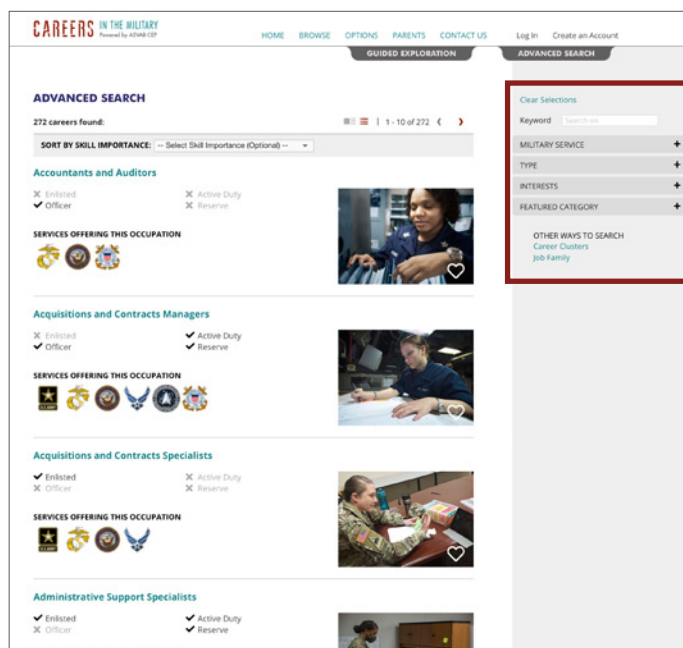 CAREERS IN THE MILITARY
Powered by ASVAB CEP
HOME BROWSE OPTIONS PARENTS CONTACT US Log In Create an Account
GUIDED EXPLORATION ADVANCED SEARCH
ADVANCED SEARCH
272 careers found: | 1 - 10 of 272
SORT BY SKILL IMPORTANCE: -- Select Skill Importance (Optional) --
Accountants and Auditors
✕ Enlisted ✕ Active Duty
✔ Officer ✕ Reserve
SERVICES OFFERING THIS OCCUPATION
Acquisitions and Contracts Managers
✕ Enlisted ✔ Active Duty
✔ Officer ✔ Reserve
SERVICES OFFERING THIS OCCUPATION
U.S. ARMY
Acquisitions and Contracts Specialists
✔ Enlisted ✕ Active Duty
✕ Officer ✕ Reserve
SERVICES OFFERING THIS OCCUPATION
U.S. ARMY
Administrative Support Specialists
✔ Enlisted ✔ Active Duty
✕ Officer ✔ Reserve
Clear Selections
Keyword Search on
MILITARY SERVICE +
TYPE +
INTERESTS +
FEATURED CATEGORY +
OTHER WAYS TO SEARCH
Career Clusters
Job Family